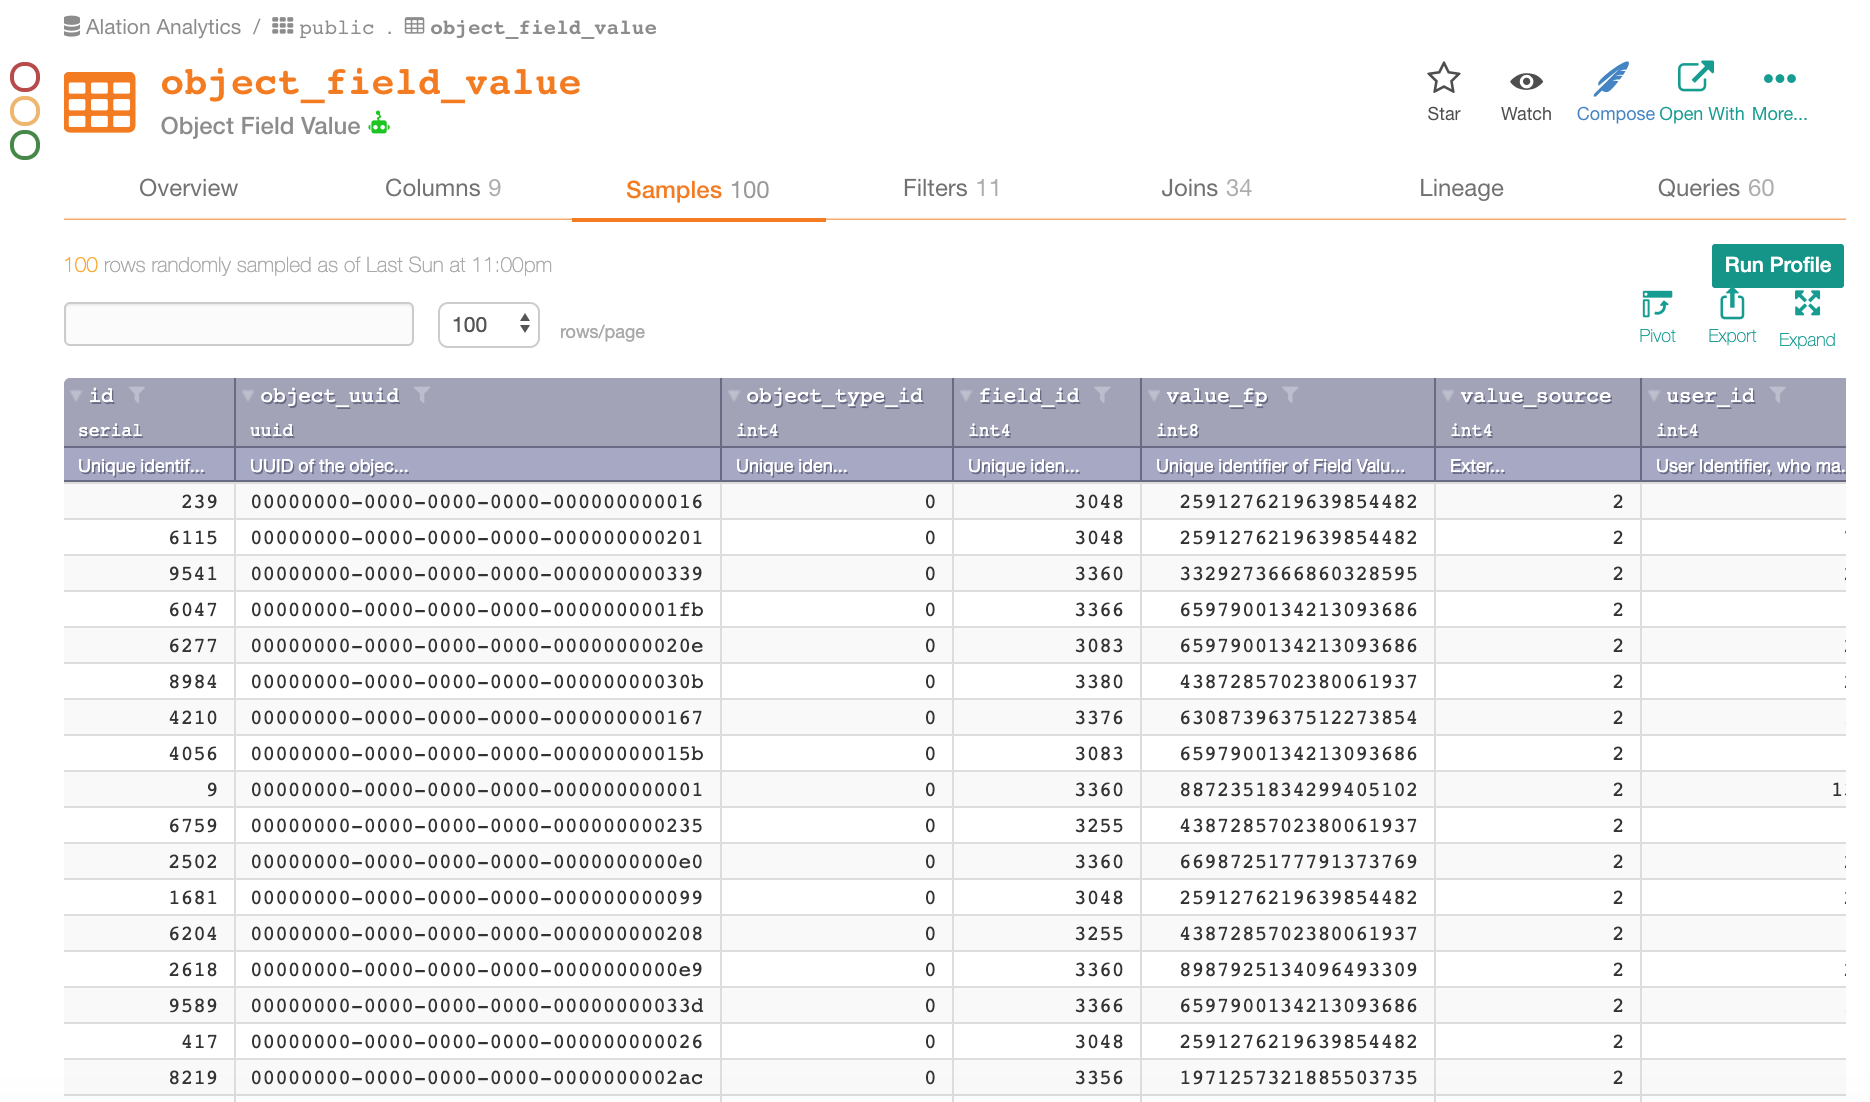 Alation Analytics / public . object_field_value
object_field_value
Object Field Value
Star Watch Compose Open With More...
Overview Columns 9 Samples 100 Filters 11 Joins 34 Lineage Queries 60
100 rows randomly sampled as of Last Sun at 11:00pm
Run Profile
100 rows/page
Pivot Export Expand
id object_uuid object_type_id field_id value_fp value_source user_id
serial uuid int4 int4 int8 int4 int4
Unique identif... UUID of the objec... Unique iden... Unique iden... Unique identifier of Field Valu... Exter... User Identifier, who ma...
239 00000000-0000-0000-0000-000000000016 0 3048 2591276219639854482 2
6115 00000000-0000-0000-0000-000000000201 0 3048 2591276219639854482 2
9541 00000000-0000-0000-0000-000000000339 0 3360 3329273666860328595 2
6047 00000000-0000-0000-0000-0000000001fb 0 3366 6597900134213093686 2
6277 00000000-0000-0000-0000-00000000020e 0 3083 6597900134213093686 2
8984 00000000-0000-0000-0000-00000000030b 0 3380 4387285702380061937 2
4210 00000000-0000-0000-0000-000000000167 0 3376 6308739637512273854 2
4056 00000000-0000-0000-0000-00000000015b 0 3083 6597900134213093686 2
9 00000000-0000-0000-0000-000000000001 0 3360 8872351834299405102 2
6759 00000000-0000-0000-0000-000000000235 0 3255 4387285702380061937 2
2502 00000000-0000-0000-0000-0000000000e0 0 3360 6698725177791373769 2
1681 00000000-0000-0000-0000-000000000099 0 3048 2591276219639854482 2
6204 00000000-0000-0000-0000-000000000208 0 3255 4387285702380061937 2
2618 00000000-0000-0000-0000-0000000000e9 0 3360 8987925134096493309 2
9589 00000000-0000-0000-0000-00000000033d 0 3366 6597900134213093686 2
417 00000000-0000-0000-0000-000000000026 0 3048 2591276219639854482 2
8219 00000000-0000-0000-0000-0000000002ac 0 3356 1971257321885503735 2